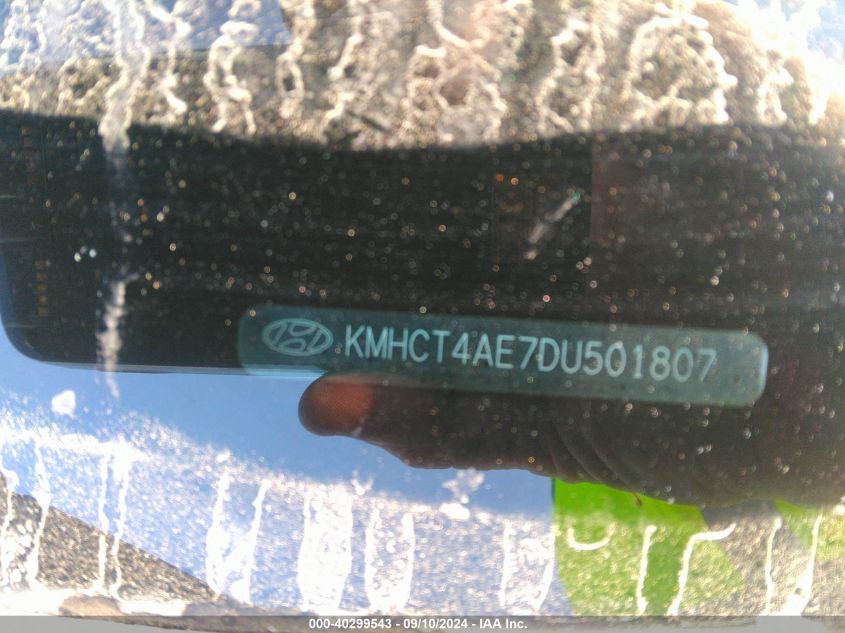 KMHCT4AE7DU501807
000-40299543 - 09/10/2024 - IAA Inc.